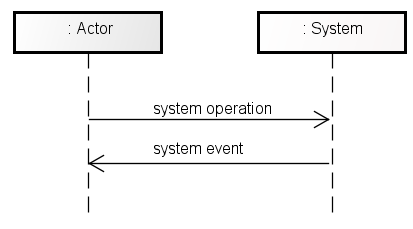 : Actor
: System
system operation
system event